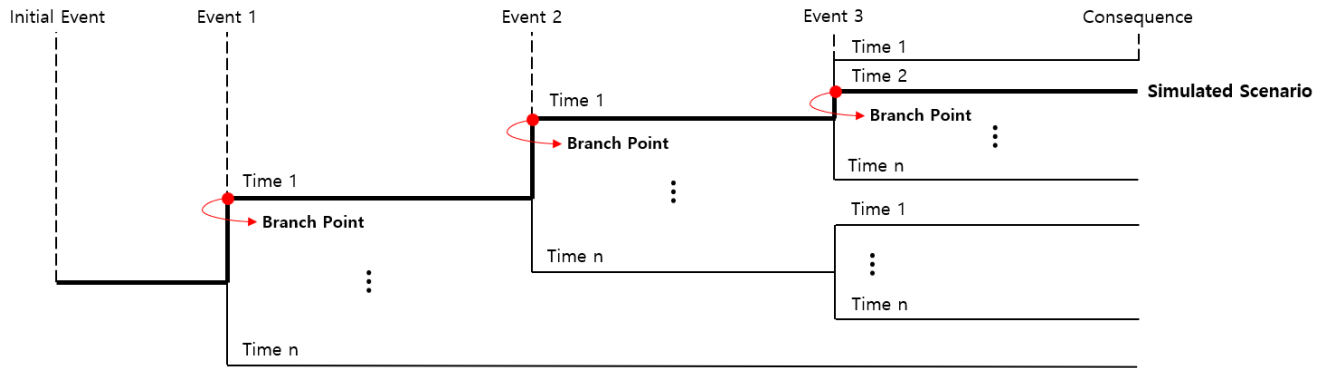 Initial Event
Event 1
Event 2
Event 3
Consequence
Time 1
Time 2
Simulated Scenario
Time 1
Branch Point
Branch Point
Time n
Time 1
Time 1
Branch Point
Time n
Time n
Time n